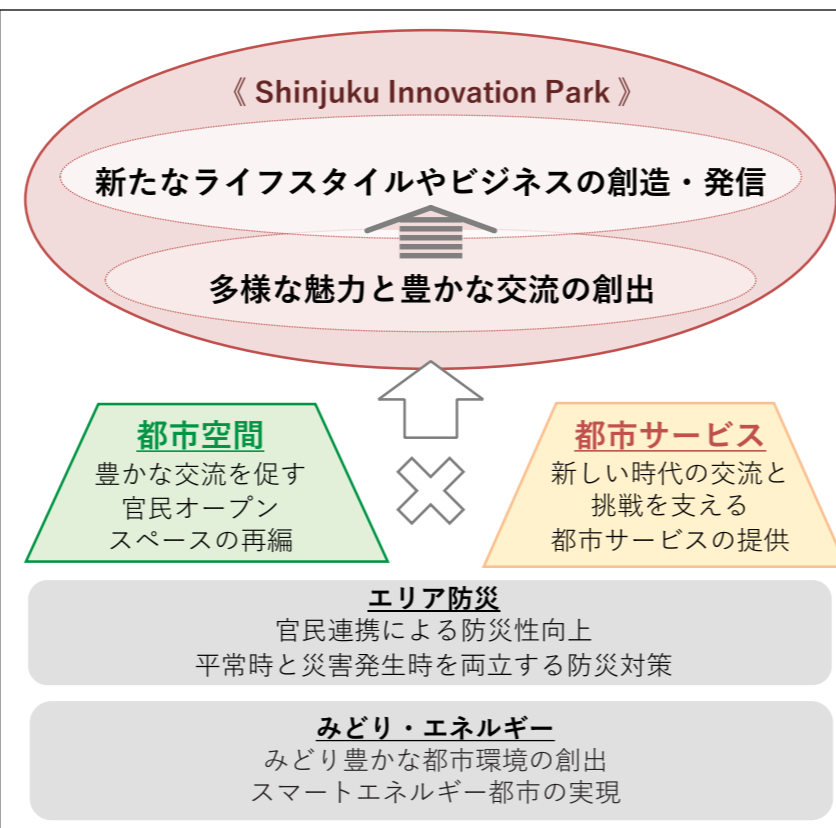 《 Shinjuku Innovation Park 》
新たなライフスタイルやビジネスの創造・発信
多様な魅力と豊かな交流の創出
都市空間
豊かな交流を促す
官民オープン
スペースの再編
都市サービス
新しい時代の交流と
挑戦を支える
都市サービスの提供
エリア防災
官民連携による防災性向上
平常時と災害発生時を両立する防災対策
みどり・エネルギー
みどり豊かな都市環境の創出
スマートエネルギー都市の実現